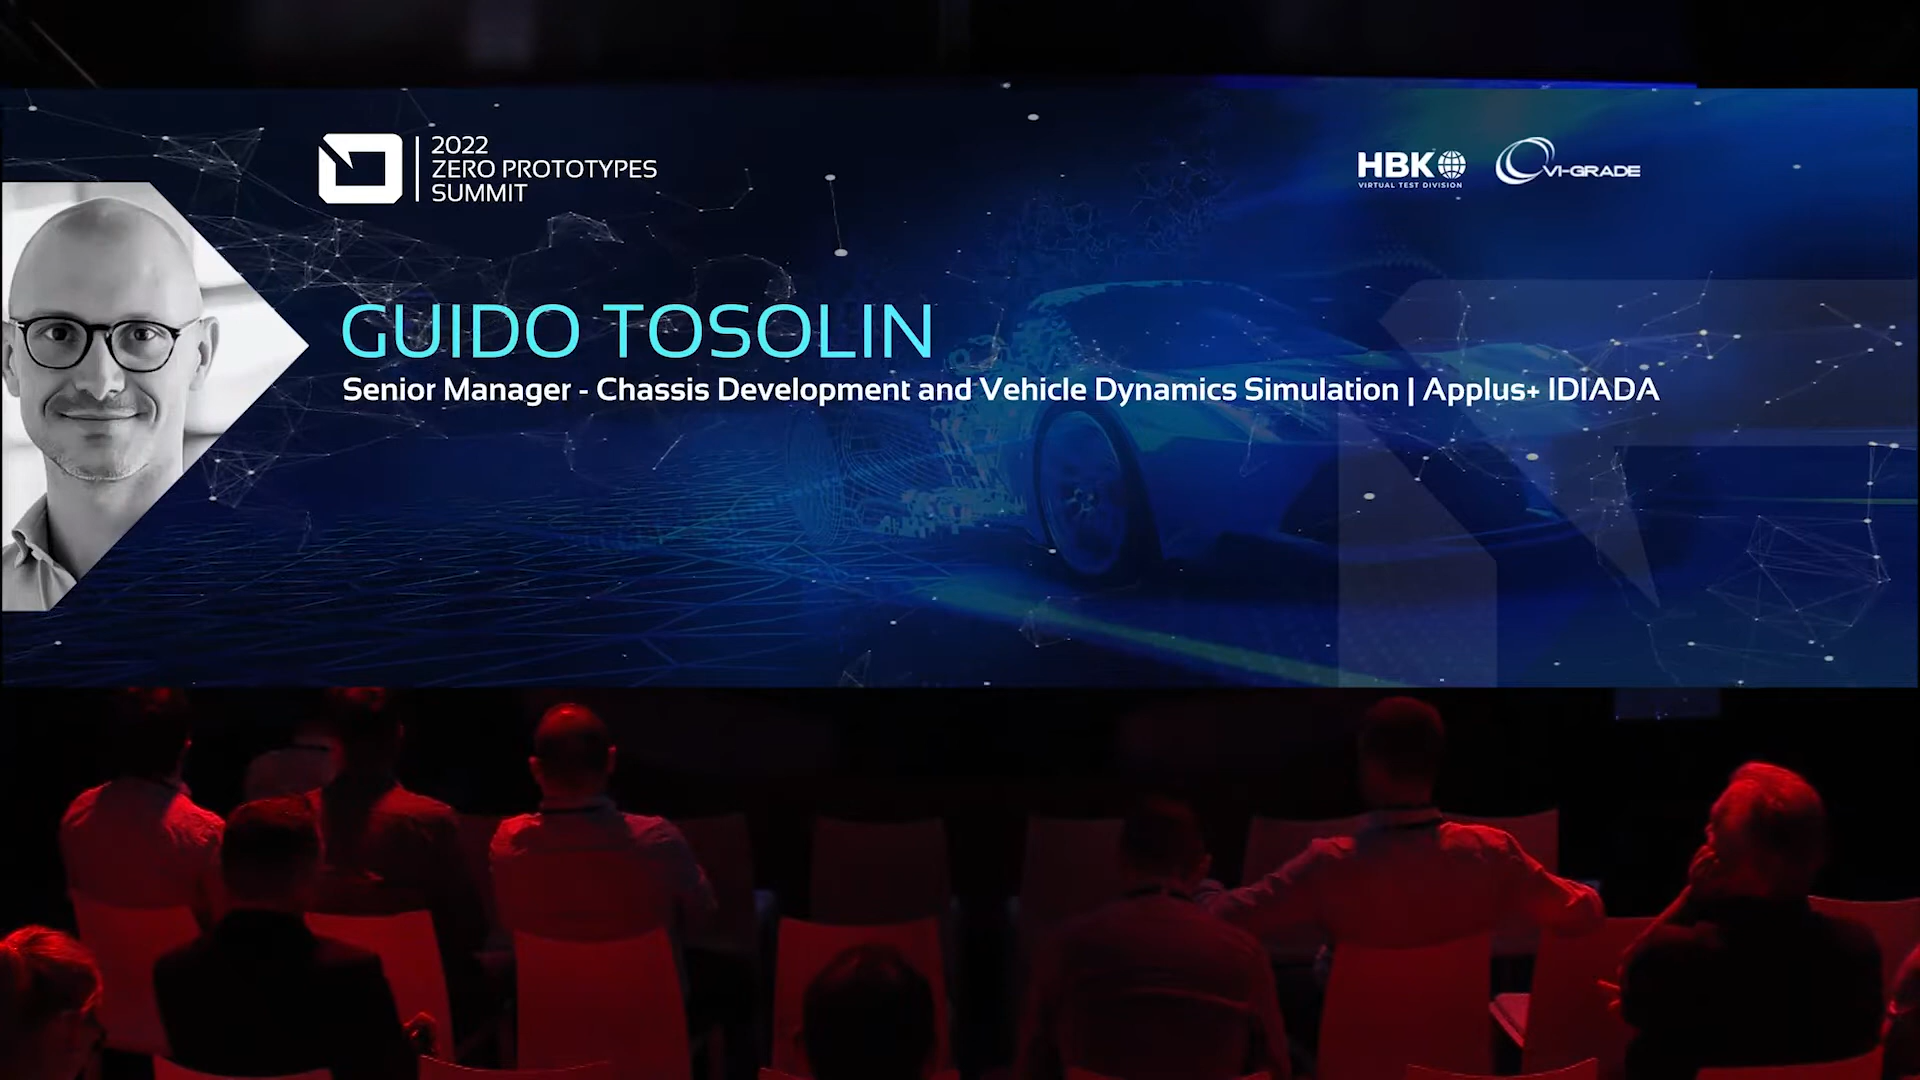 2022
ZERO PROTOTYPES
SUMMIT
HBK
VIRTUAL TEST DIVISION
VI-GRADE
GUIDO TOSOLIN
Senior Manager - Chassis Development and Vehicle Dynamics Simulation | Applus+ IDIADA